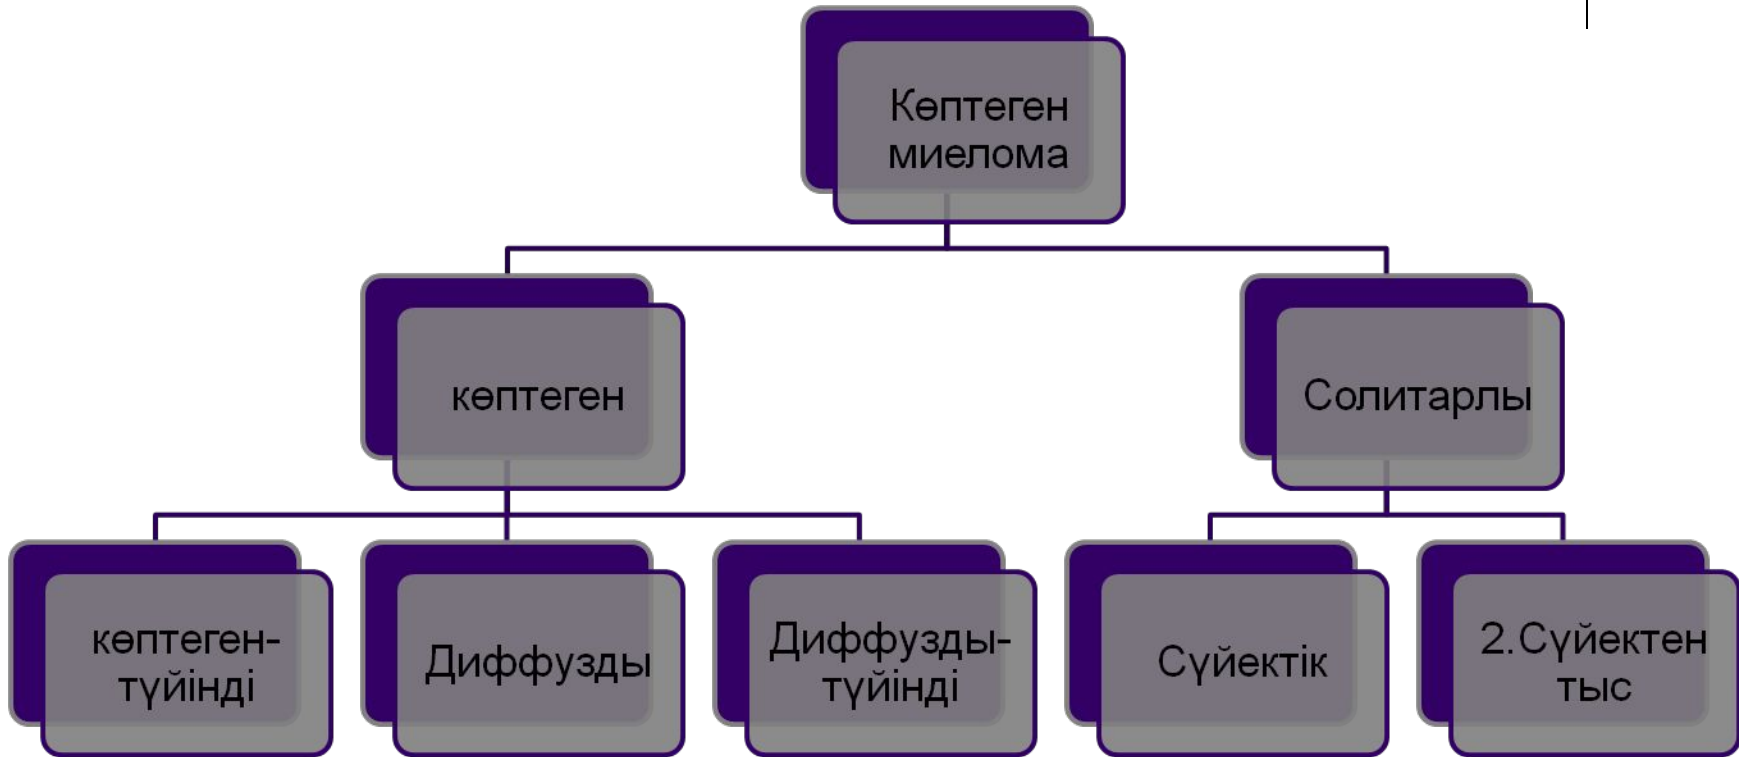 Көптеген
миелома
көптеген
Солитарлы
көптеген-
түйінді
Диффузды
Диффузды-
түйінді
Сүйектік
2.Сүйектен
тыс